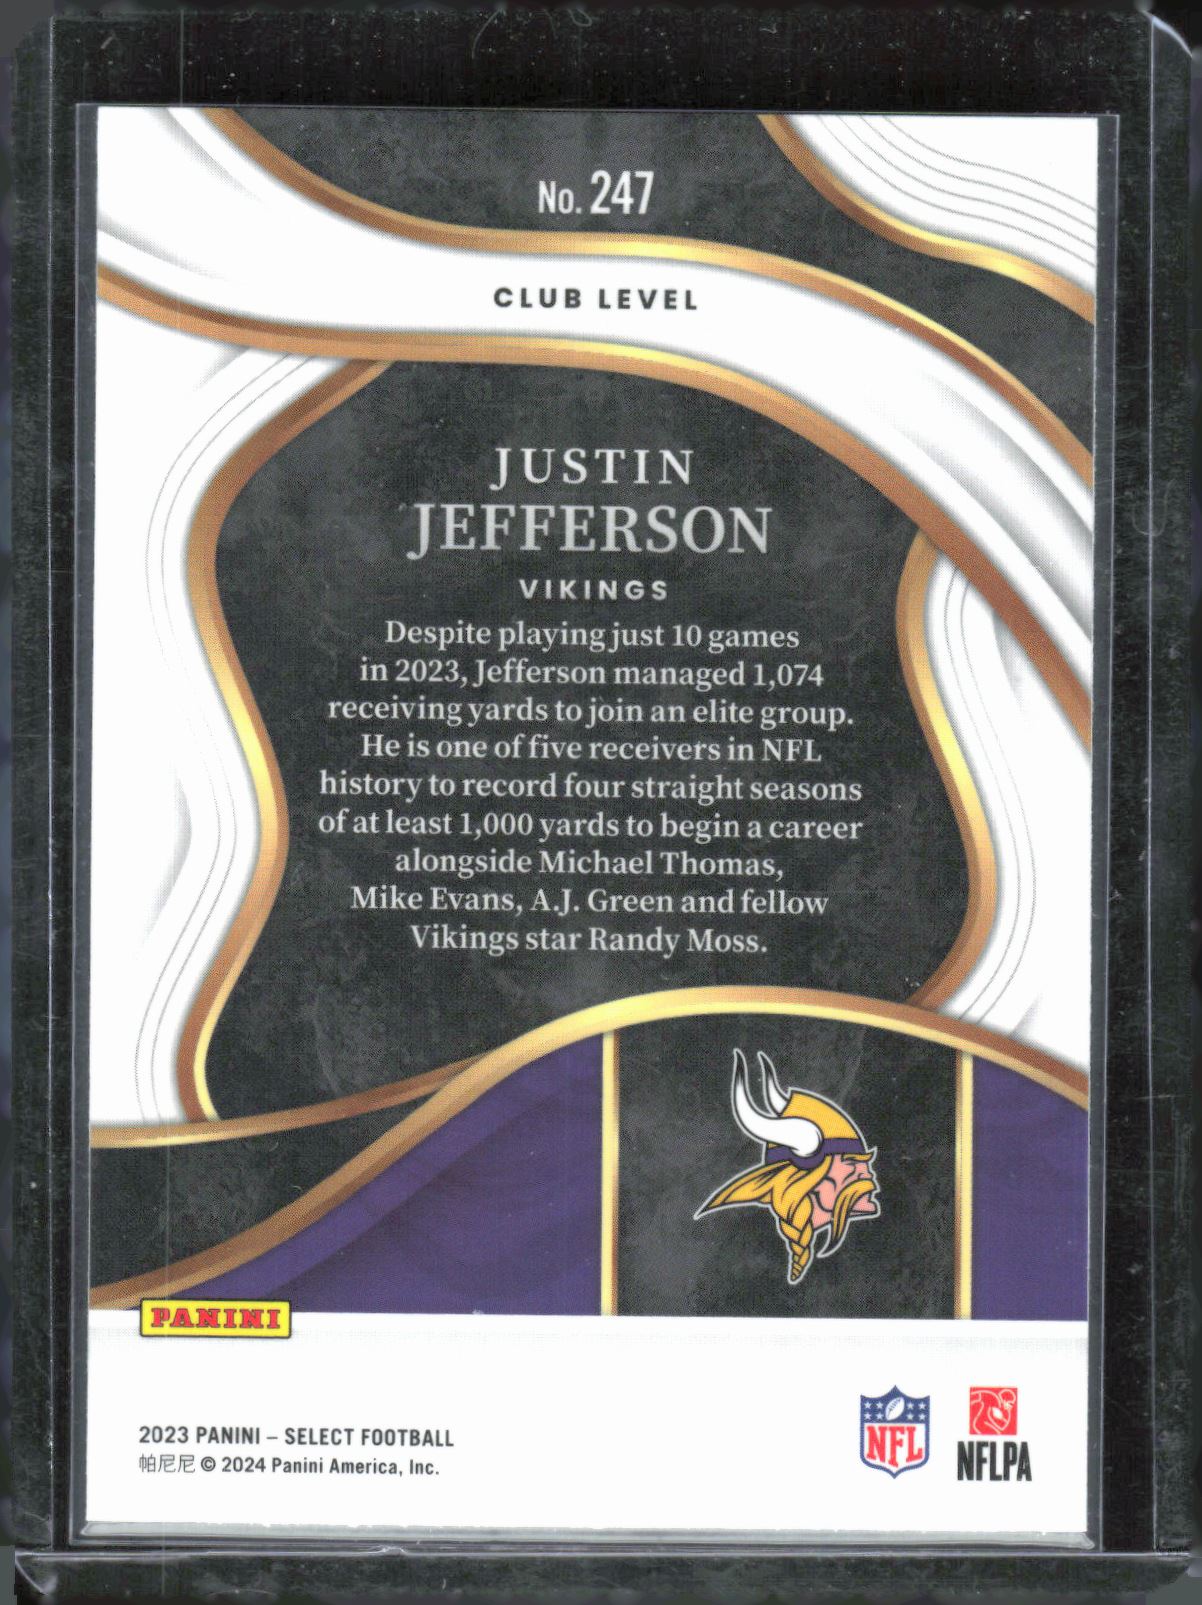 No. 247
CLUB LEVEL
JUSTIN
JEFFERSON
VIKINGS
Despite playing just 10 games
in 2023, Jefferson managed 1,074
receiving yards to join an elite group.
He is one of five receivers in NFL
history to record four straight seasons
of at least 1,000 yards to begin a career
alongside Michael Thomas,
Mike Evans, A.J. Green and fellow
Vikings star Randy Moss.
PANINI
2023 PANINI – SELECT FOOTBALL
帕尼尼 © 2024 Panini America, Inc.
NFL
NFLPA